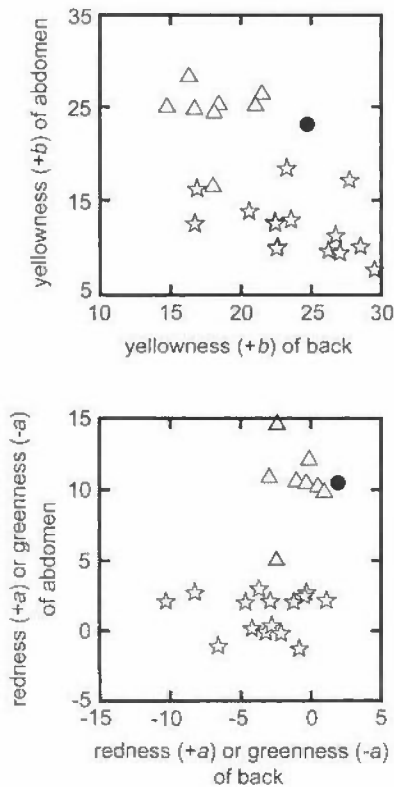 35
25
15
5
10 15 20 25 30
yellowness (+b) of abdomen
yellowness (+b) of back
15
10
5
0
-5
-15 -10 -5 0 5
redness (+a) or greenness (-a)
of abdomen
redness (+a) or greenness (-a)
of back